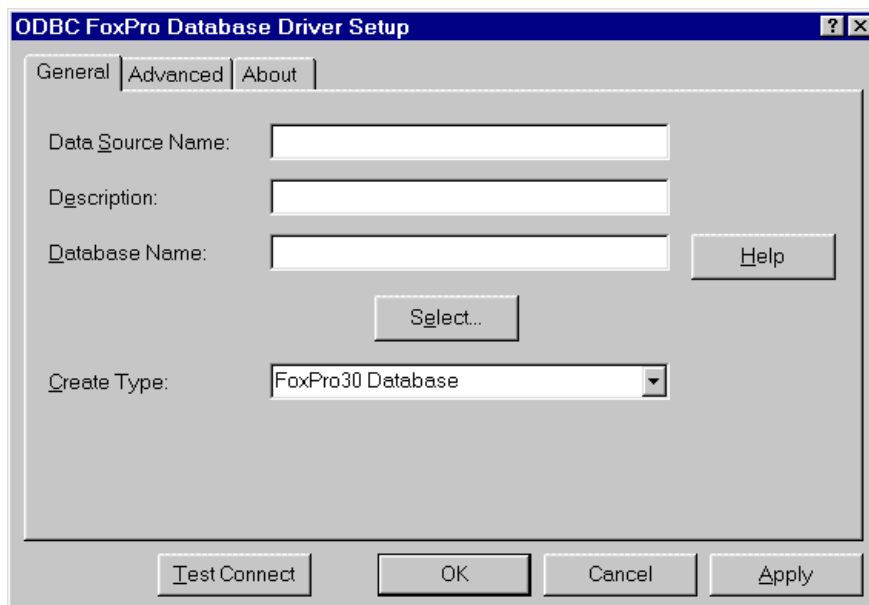 ODBC FoxPro Database Driver Setup
General Advanced About
Data Source Name:
Description:
Database Name:
Help
Select...
Create Type: FoxPro30 Database
Test Connect OK Cancel Apply